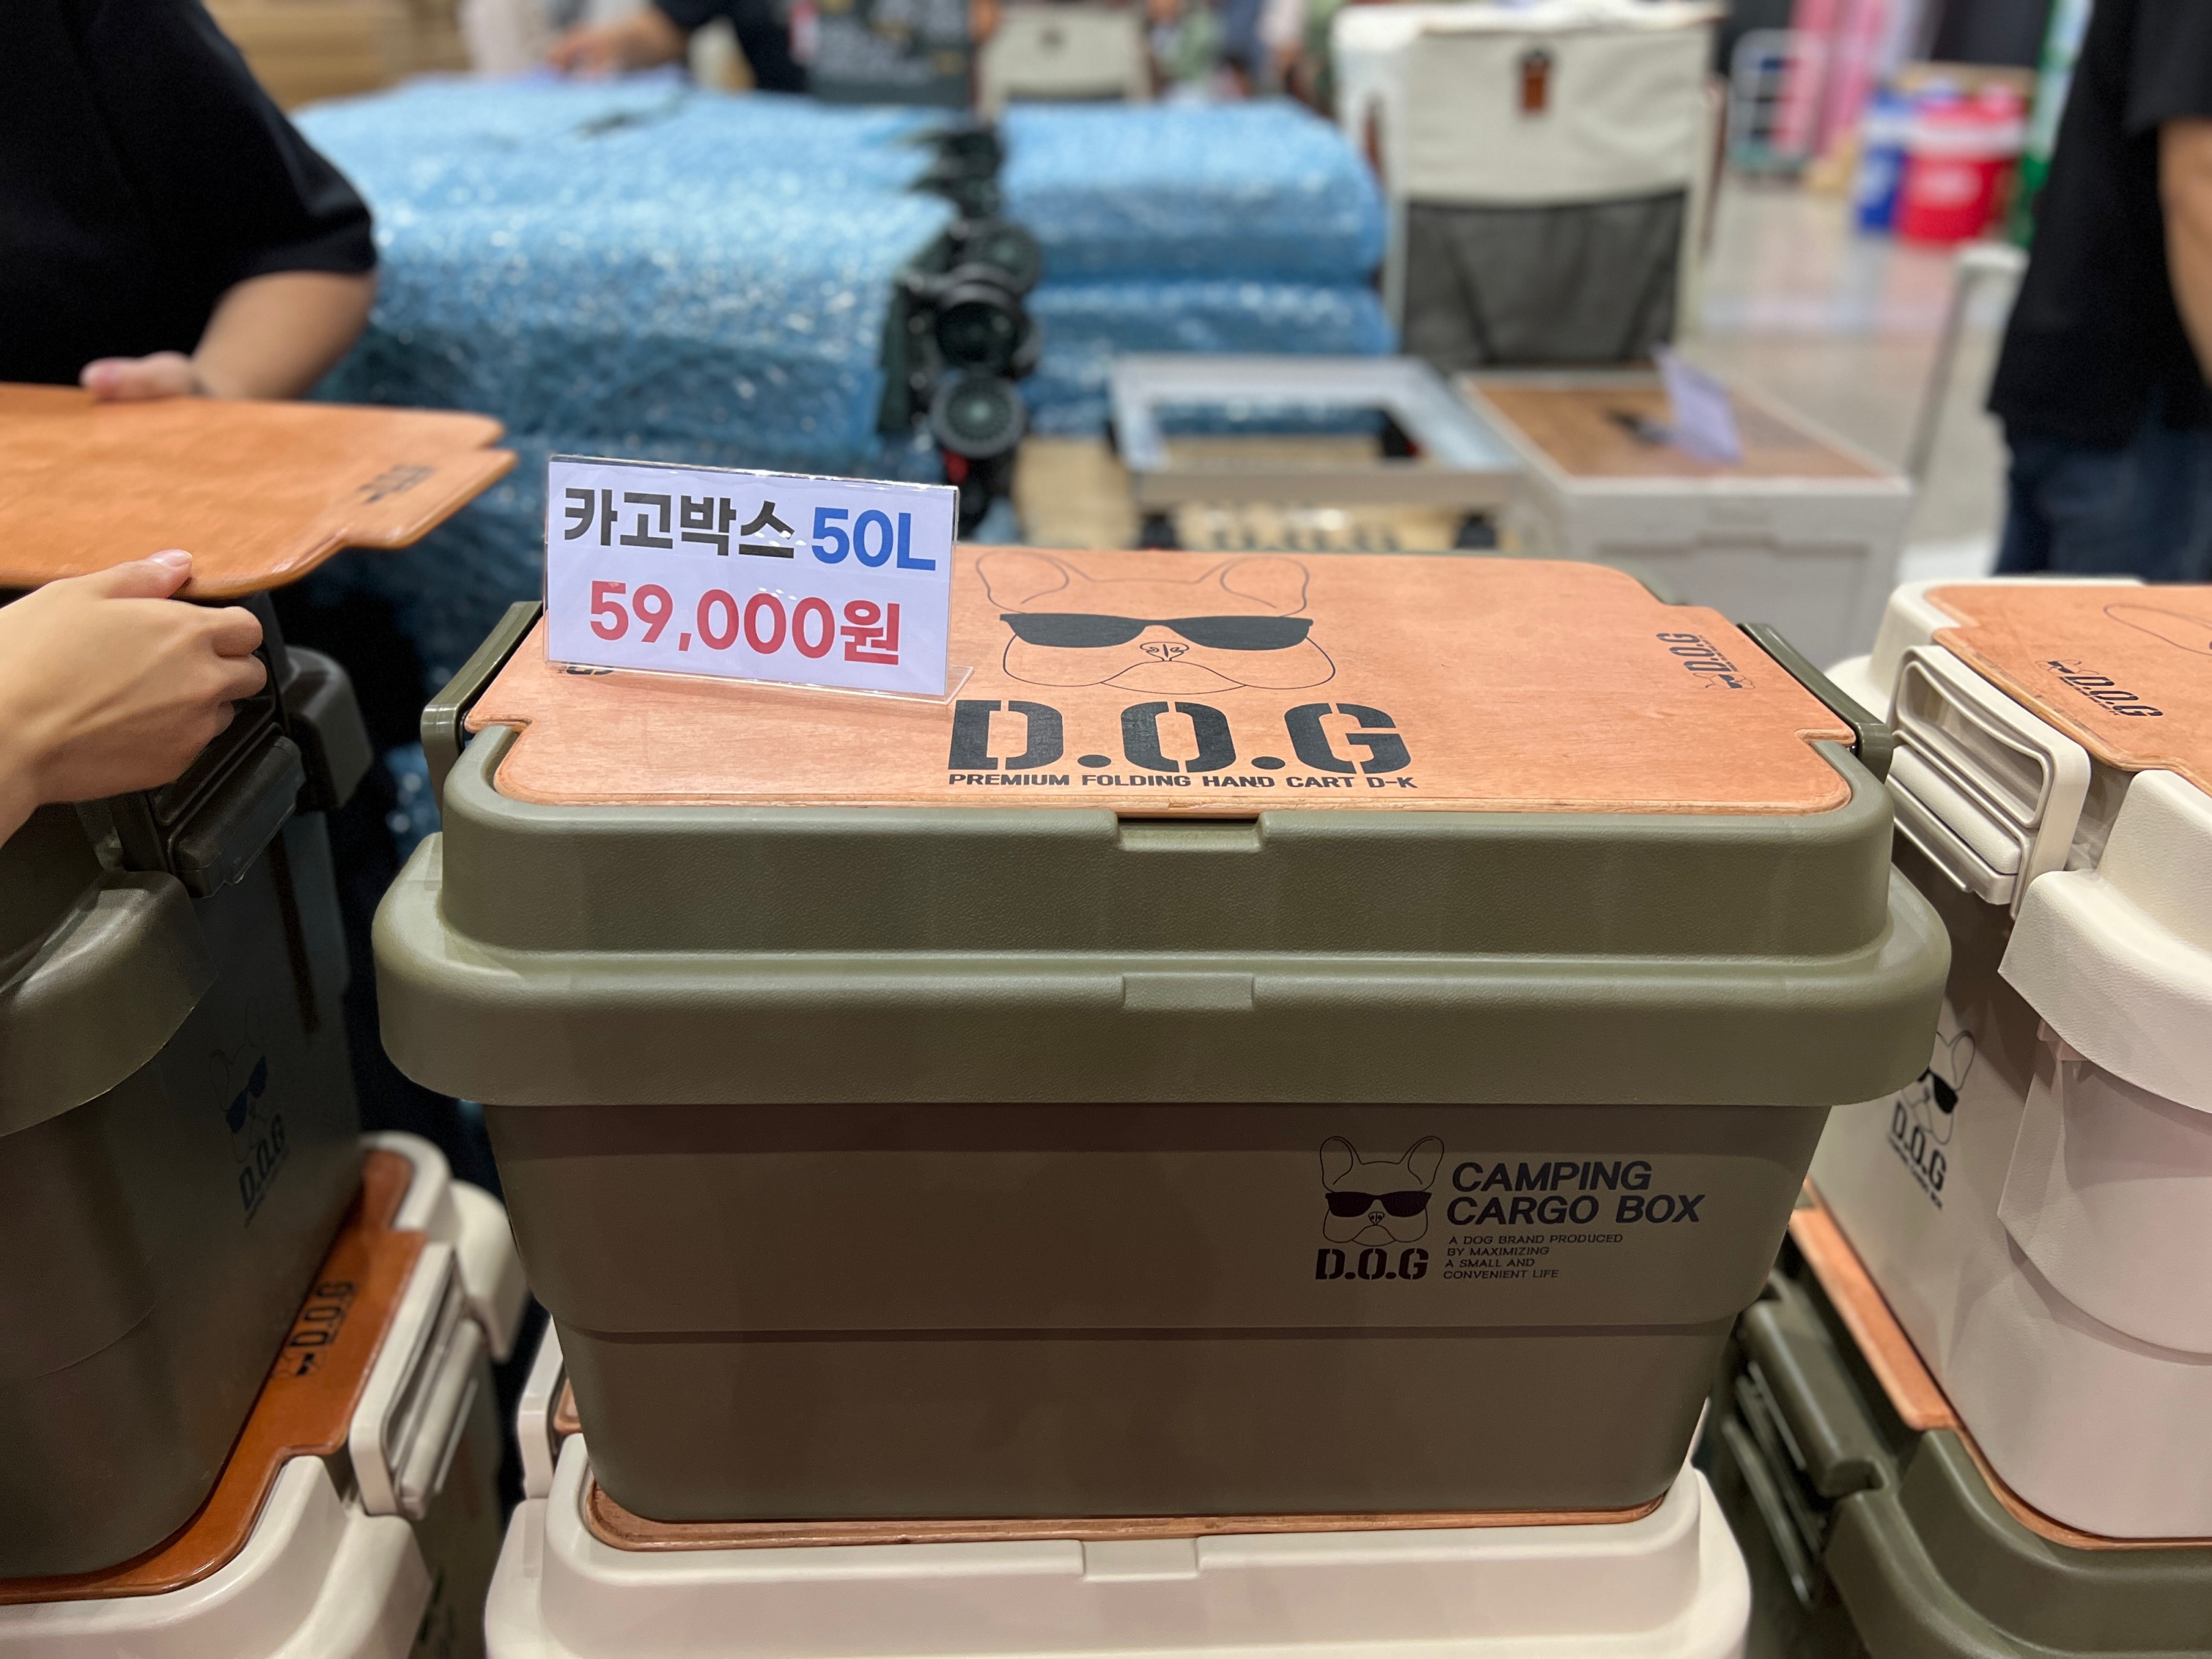 카고박스 50L
59,000원
D.O.G
PREMIUM FOLDING HAND CART D-K
D.O.G
D.O.G
D.O.G
CAMPING
CARGO BOX
A DOG BRAND PRODUCED
BY MAXIMIZING
A SMALL AND
CONVENIENT LIFE
D.O.G
D.O.G
D.O.G
D.O.G